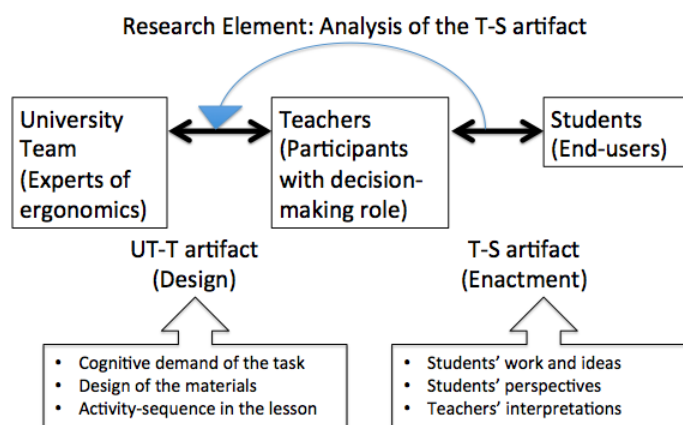 Research Element: Analysis of the T-S artifact
University
Team
(Experts of
ergonomics)
Teachers
(Participants
with decision-
making role)
Students
(End-users)
UT-T artifact
(Design)
T-S artifact
(Enactment)
• Cognitive demand of the task
• Design of the materials
• Activity-sequence in the lesson
• Students' work and ideas
• Students' perspectives
• Teachers' interpretations